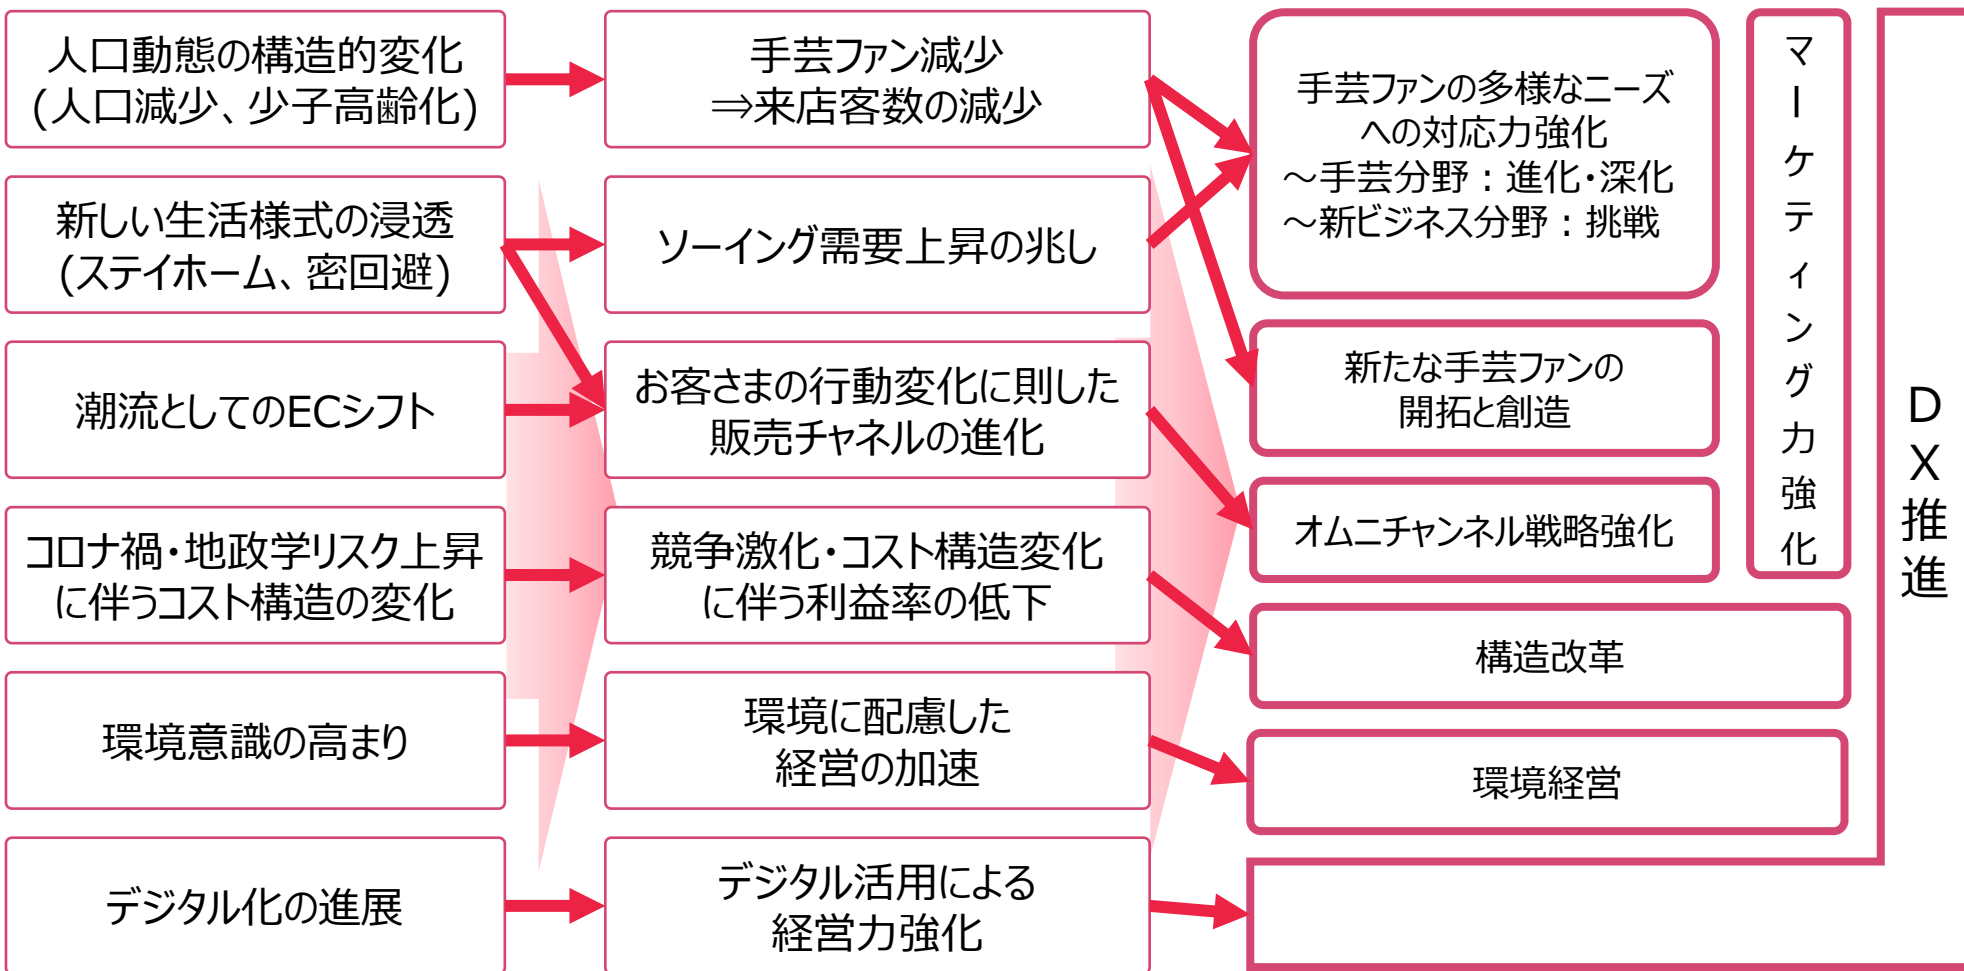 人口動態の構造的変化
(人口減少、少子高齢化)
手芸ファン減少
⇒来店客数の減少
手芸ファンの多様なニーズ
への対応力強化
～手芸分野：進化・深化
～新ビジネス分野：挑戦
マーケティング力強化
DX推進
新しい生活様式の浸透
(ステイホーム、密回避)
ソーイング需要上昇の兆し
潮流としてのECシフト
お客さまの行動変化に則した
販売チャネルの進化
新たな手芸ファンの
開拓と創造
オムニチャンネル戦略強化
コロナ禍・地政学リスク上昇
に伴うコスト構造の変化
競争激化・コスト構造変化
に伴う利益率の低下
構造改革
環境意識の高まり
環境に配慮した
経営の加速
環境経営
デジタル化の進展
デジタル活用による
経営力強化